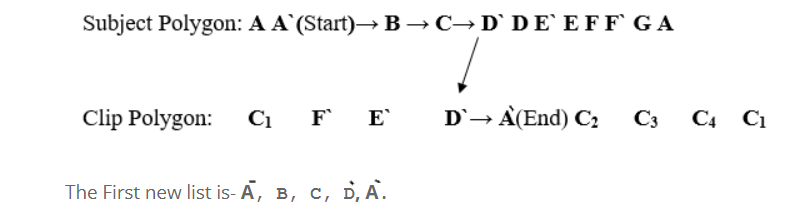 Subject Polygon: A A`(Start)→ B → C→ D` D E` E F F` G A
Clip Polygon: C₁ F` E` D`→ À(End) C₂ C₃ C₄ C₁
The First new list is- Ā, B, C, D̀, À.